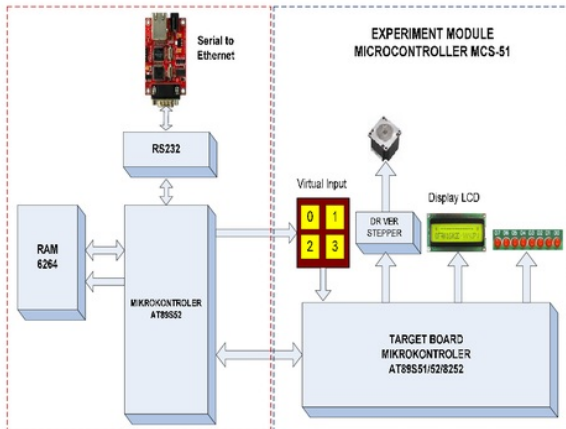 Serial to
Ethernet
EXPERIMENT MODULE
MICROCONTROLLER MCS-51
RS232
Virtual Input
0 1
2 3
DRIVER
STEPPER
Display LCD
RAM
6264
MIKROKONTROLER
AT89S52
TARGET BOARD
MIKROKONTROLER
AT89S51/52/8252